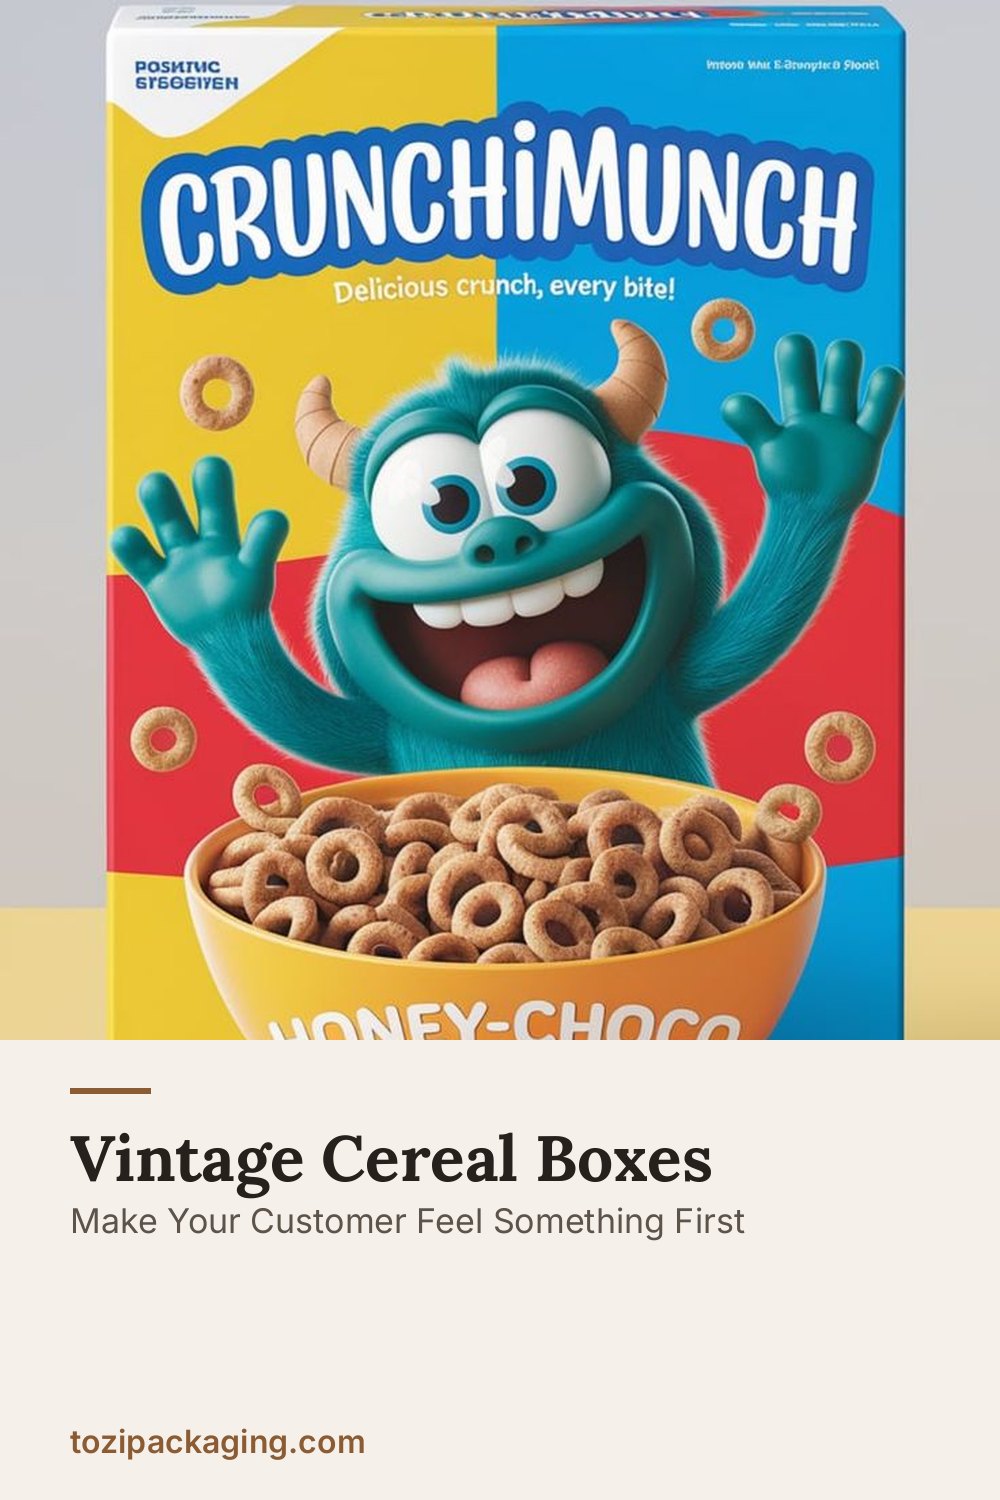 CRUNCHiMUNCH
Delicious crunch, every bite!
HONEY-CHOCO
Vintage Cereal Boxes
Make Your Customer Feel Something First
tozipackaging.com